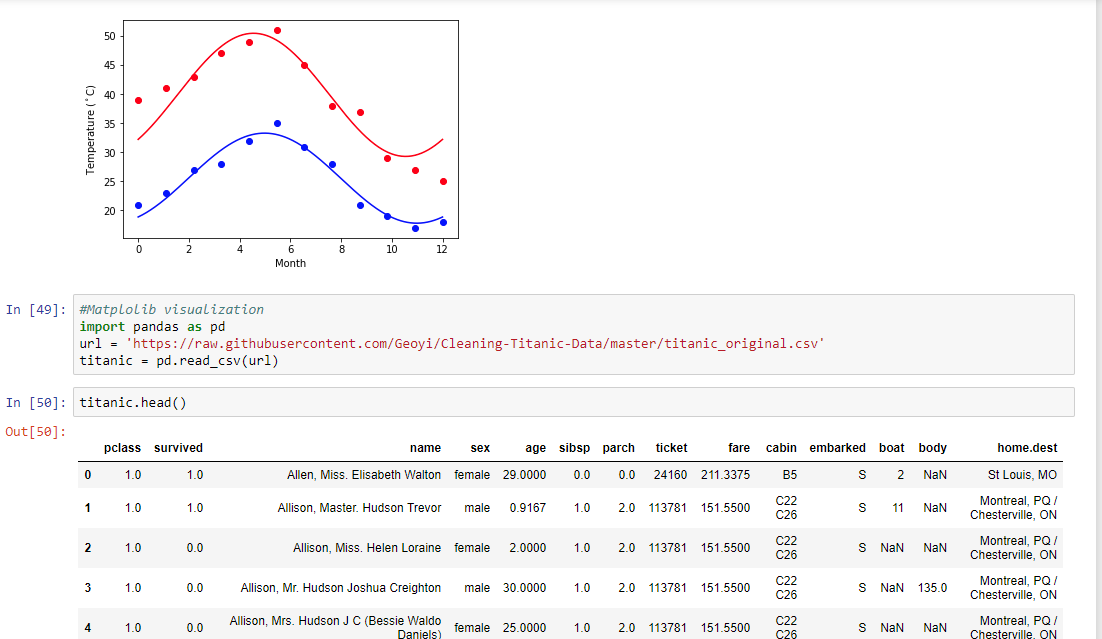 50
45
40
35
30
25
20
Temperature (°C)
0 2 4 6 8 10 12
Month
In [49]: #Matplolib visualization
import pandas as pd
url = 'https://raw.githubusercontent.com/Geoyi/Cleaning-Titanic-Data/master/titanic_original.csv'
titanic = pd.read_csv(url)
In [50]: titanic.head()
Out[50]:
pclass survived name sex age sibsp parch ticket fare cabin embarked boat body home.dest
0 1.0 1.0 Allen, Miss. Elisabeth Walton female 29.0000 0.0 0.0 24160 211.3375 B5 S 2 NaN St Louis, MO
1 1.0 1.0 Allison, Master. Hudson Trevor male 0.9167 1.0 2.0 113781 151.5500 C22 C26 S 11 NaN Montreal, PQ / Chesterville, ON
2 1.0 0.0 Allison, Miss. Helen Loraine female 2.0000 1.0 2.0 113781 151.5500 C22 C26 S NaN NaN Montreal, PQ / Chesterville, ON
3 1.0 0.0 Allison, Mr. Hudson Joshua Creighton male 30.0000 1.0 2.0 113781 151.5500 C22 C26 S NaN 135.0 Montreal, PQ / Chesterville, ON
4 1.0 0.0 Allison, Mrs. Hudson J C (Bessie Waldo Daniels) female 25.0000 1.0 2.0 113781 151.5500 C22 C26 S NaN NaN Montreal, PQ / Chesterville, ON